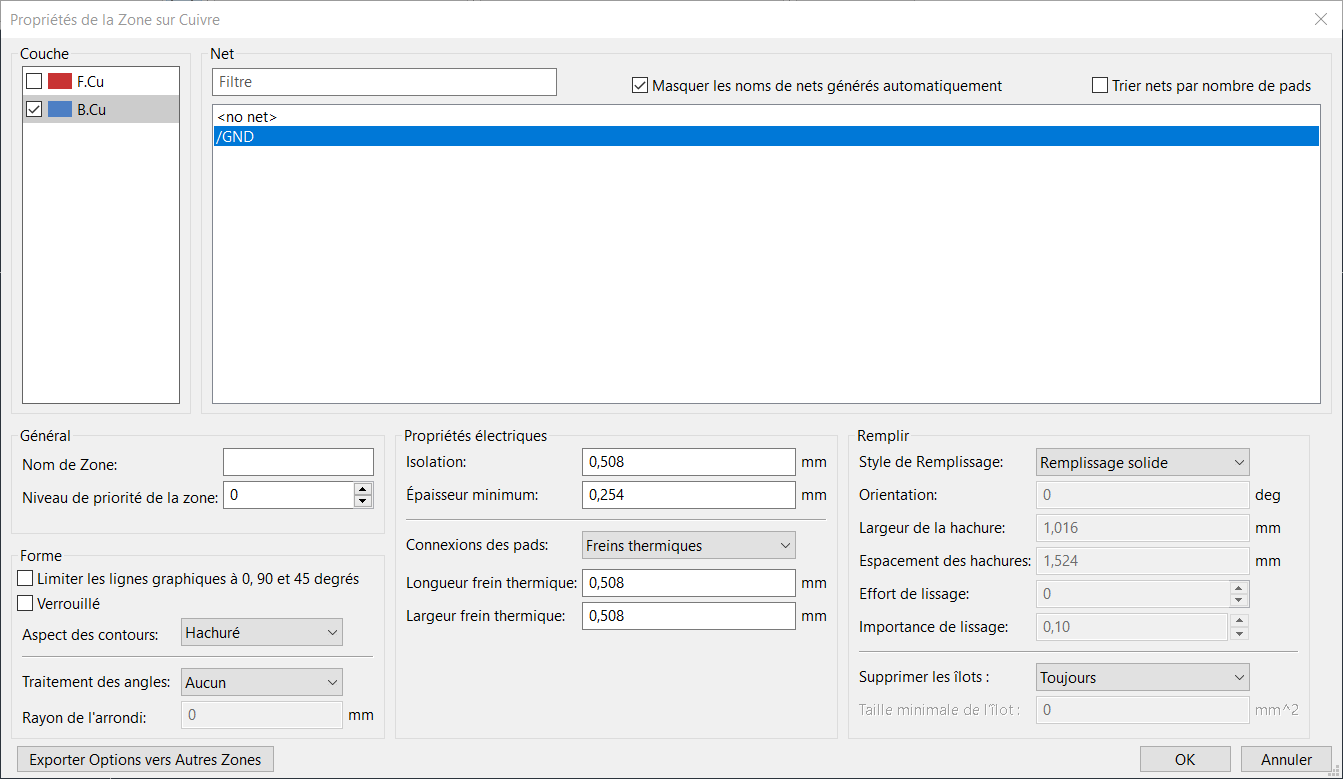 Propriétés de la Zone sur Cuivre
Couche
F.Cu
B.Cu
Net
Filtre
Masquer les noms de nets générés automatiquement
Trier nets par nombre de pads
<no net>
/GND
Général
Nom de Zone:
Niveau de priorité de la zone: 0
Forme
Limiter les lignes graphiques à 0, 90 et 45 degrés
Verrouillé
Aspect des contours: Hachuré
Traitement des angles: Aucun
Rayon de l'arrondi: 0 mm
Propriétés électriques
Isolation: 0,508 mm
Épaisseur minimum: 0,254 mm
Connexions des pads: Freins thermiques
Longueur frein thermique: 0,508 mm
Largeur frein thermique: 0,508 mm
Remplir
Style de Remplissage: Remplissage solide
Orientation: 0 deg
Largeur de la hachure: 1,016 mm
Espacement des hachures: 1,524 mm
Effort de lissage: 0
Importance de lissage: 0,10
Supprimer les îlots : Toujours
Taille minimale de l'îlot : 0 mm^2
Exporter Options vers Autres Zones
OK
Annuler